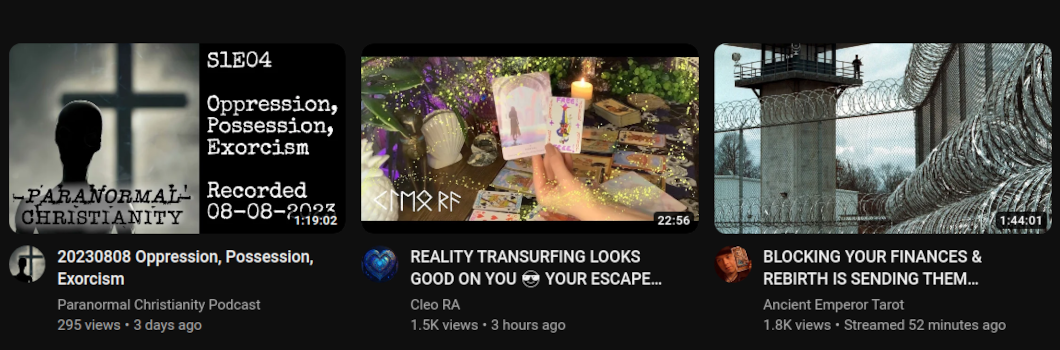 S1E04
Oppression,
Possession,
Exorcism
Recorded
08-08-2023
PARANORMAL
CHRISTIANITY
1:19:02
20230808 Oppression, Possession,
Exorcism
Paranormal Christianity Podcast
295 views • 3 days ago
22:56
REALITY TRANSURFING LOOKS
GOOD ON YOU 😎 YOUR ESCAPE...
Cleo RA
1.5K views • 3 hours ago
1:44:01
BLOCKING YOUR FINANCES &
REBIRTH IS SENDING THEM...
Ancient Emperor Tarot
1.8K views • Streamed 52 minutes ago